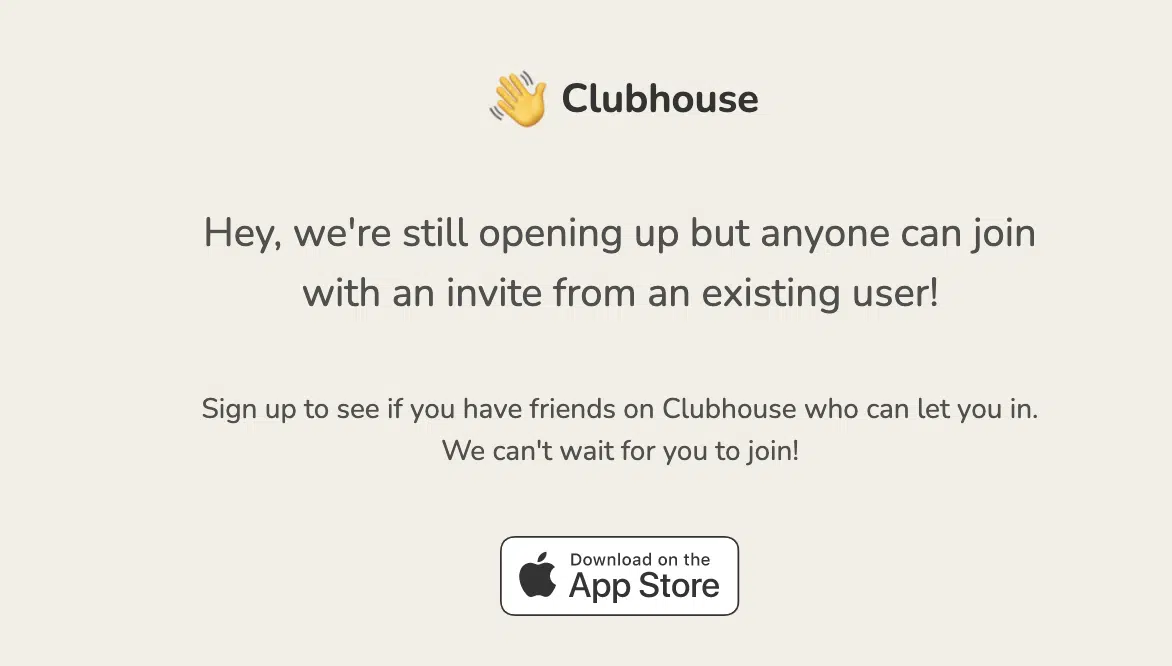 Clubhouse
Hey, we're still opening up but anyone can join
with an invite from an existing user!
Sign up to see if you have friends on Clubhouse who can let you in.
We can't wait for you to join!
Download on the
App Store